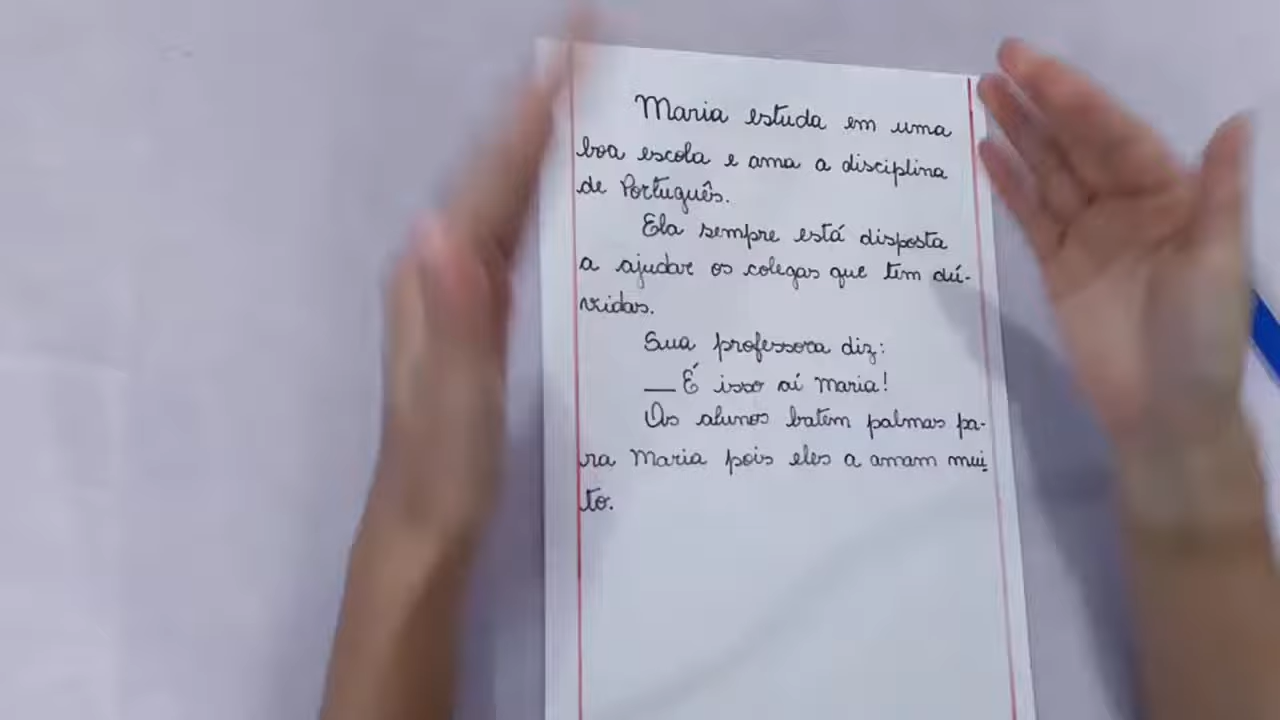 Maria estuda em uma
boa escola e ama a disciplina
de Português.
Ela sempre está disposta
a ajudar os colegas que tem dú-
vidas.
Sua professora diz:
— É isso aí Maria!
Os alunos batem palmas pa-
ra Maria pois eles a amam mui-
to.